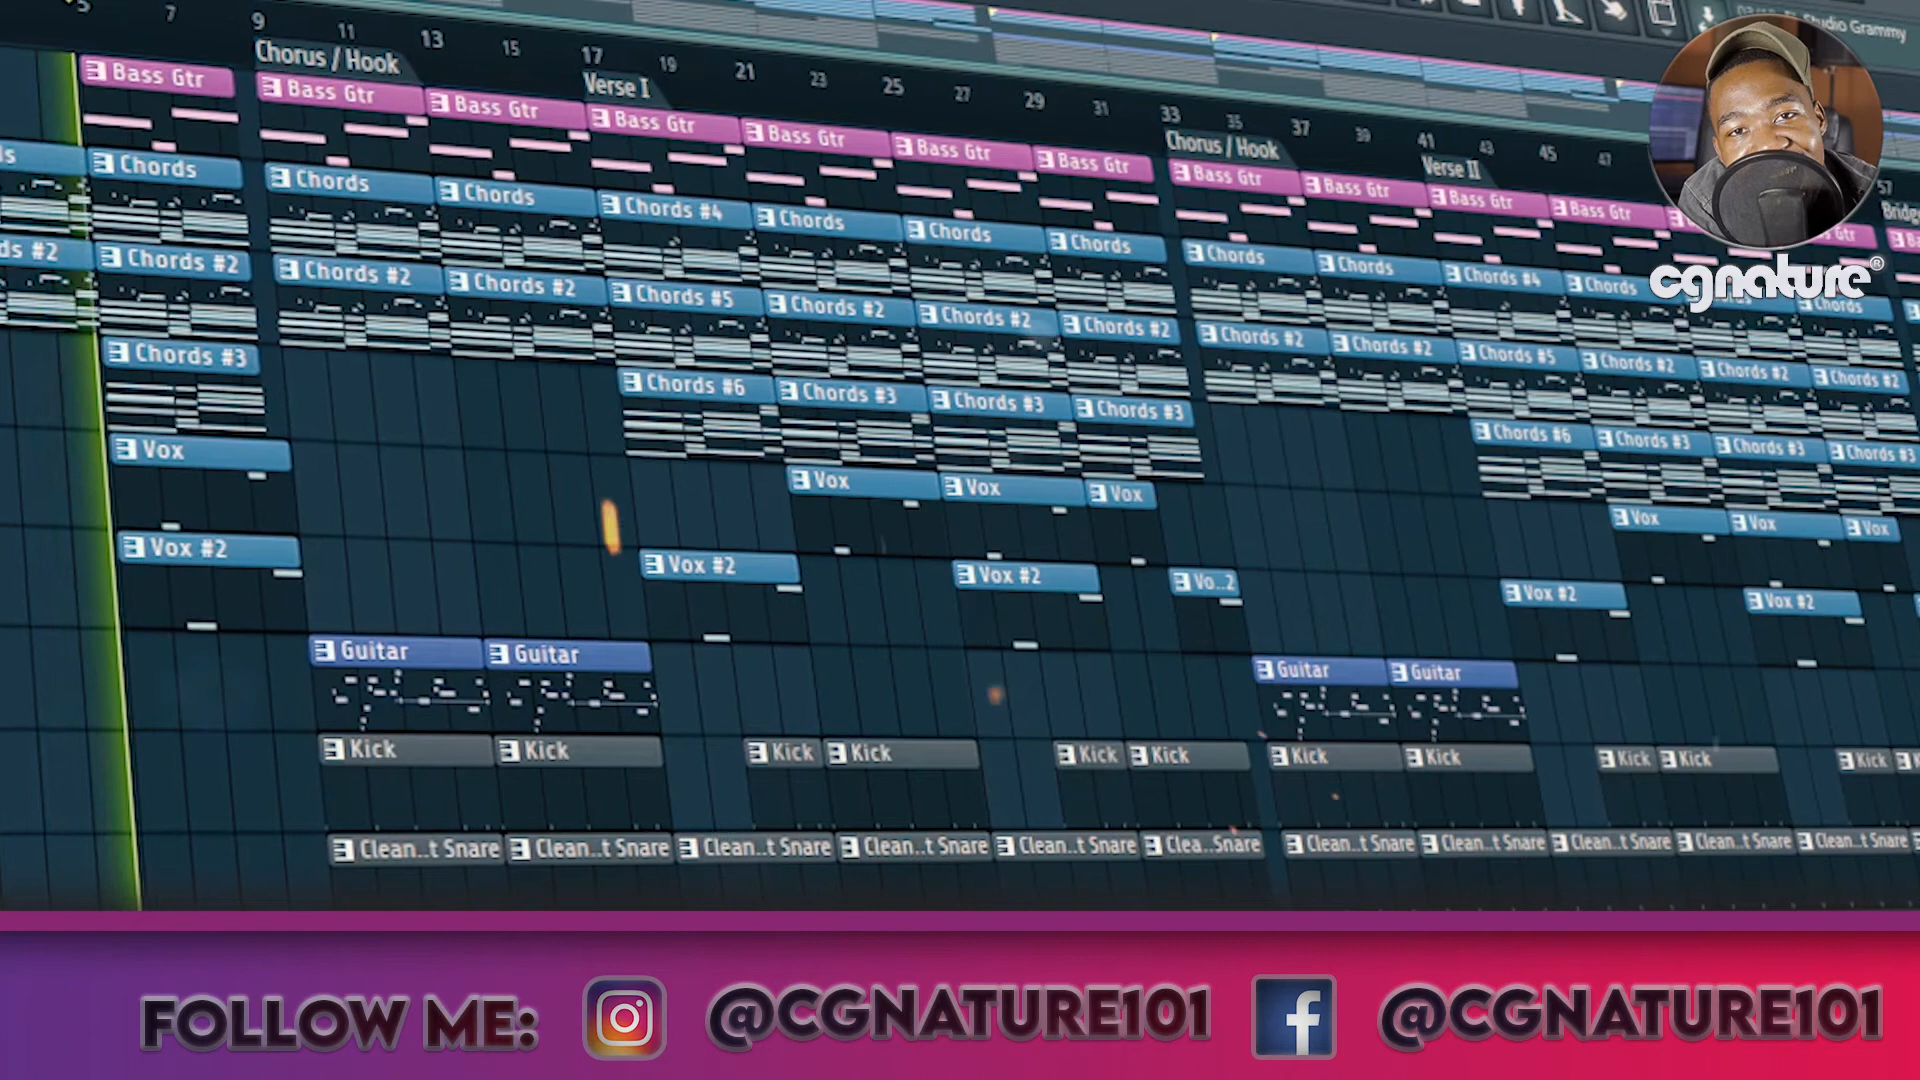 5 7 9 11 13 15 17 19 21 23 25 27 29 31 33 35 37 39 41 43 45 47 57
Studio Grammy
Chorus / Hook Verse I Chorus / Hook Verse II
Bass Gtr Bass Gtr Bass Gtr Bass Gtr Bass Gtr Bass Gtr Bass Gtr Bass Gtr Bass Gtr Bass Gtr Bass Gtr
Chords Chords Chords Chords #4 Chords Chords Chords Chords Chords Chords #4 Chords Chords
cgnature®
Chords #2 Chords #2 Chords #2 Chords #5 Chords #2 Chords #2 Chords #2 Chords #2 Chords #2 Chords #5 Chords #2 Chords #2 Chords #2
Chords #3 Chords #6 Chords #3 Chords #3 Chords #3 Chords #6 Chords #3 Chords #3 Chords #3
Vox Vox Vox Vox Vox Vox Vox
Vox #2 Vox #2 Vox #2 Vo..2 Vox #2 Vox #2
Guitar Guitar Guitar Guitar
Kick Kick Kick Kick Kick Kick Kick Kick Kick Kick Kick
Clean..t Snare Clean..t Snare Clean..t Snare Clean..t Snare Clean..t Snare Clea..Snare Clean..t Snare Clean..t Snare Clean..t Snare Clean..t Snare Clean..t Snare
FOLLOW ME: @CGNATURE101 @CGNATURE101